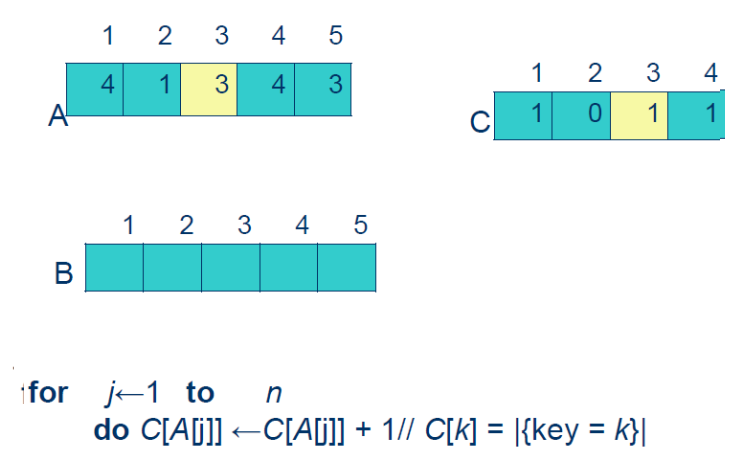 1 2 3 4 5
A 4 1 3 4 3
1 2 3 4
C 1 0 1 1
1 2 3 4 5
B
for j←1 to n
do C[A[j]] ←C[A[j]] + 1// C[k] = |{key = k}|